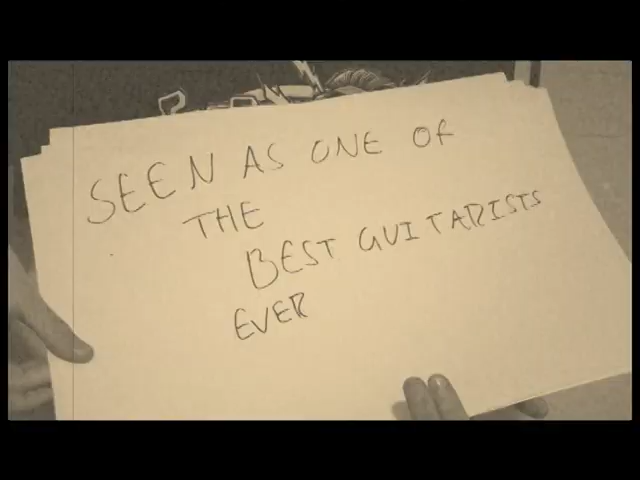 SEEN AS ONE OF
THE
BEST GUITARISTS
EVER